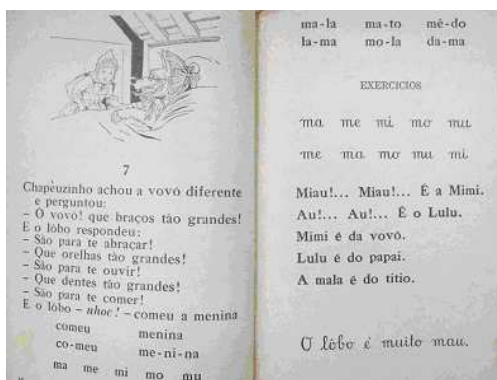 7
Chapèuzinho achou a vovó diferente
e perguntou:
– O vovó! que braços tão grandes!
E o lôbo respondeu:
– São para te abraçar!
– Que orelhas tão grandes!
– São para te ouvir!
– Que dentes tão grandes!
– São para te comer!
E o lôbo – nhoc! – comeu a menina
comeu menina
co-meu me-ni-na
ma me mi mo mu
ma-la ma-to mê-do
la-ma mo-la da-ma
EXERCICIOS
ma me mi mo mu
me ma mo mu mi
Miau!... Miau!... É a Mimi.
Au!... Au!... É o Lulu.
Mimi é da vovó.
Lulu é do papai.
A mala é do titio.
O lôbo é muito mau.